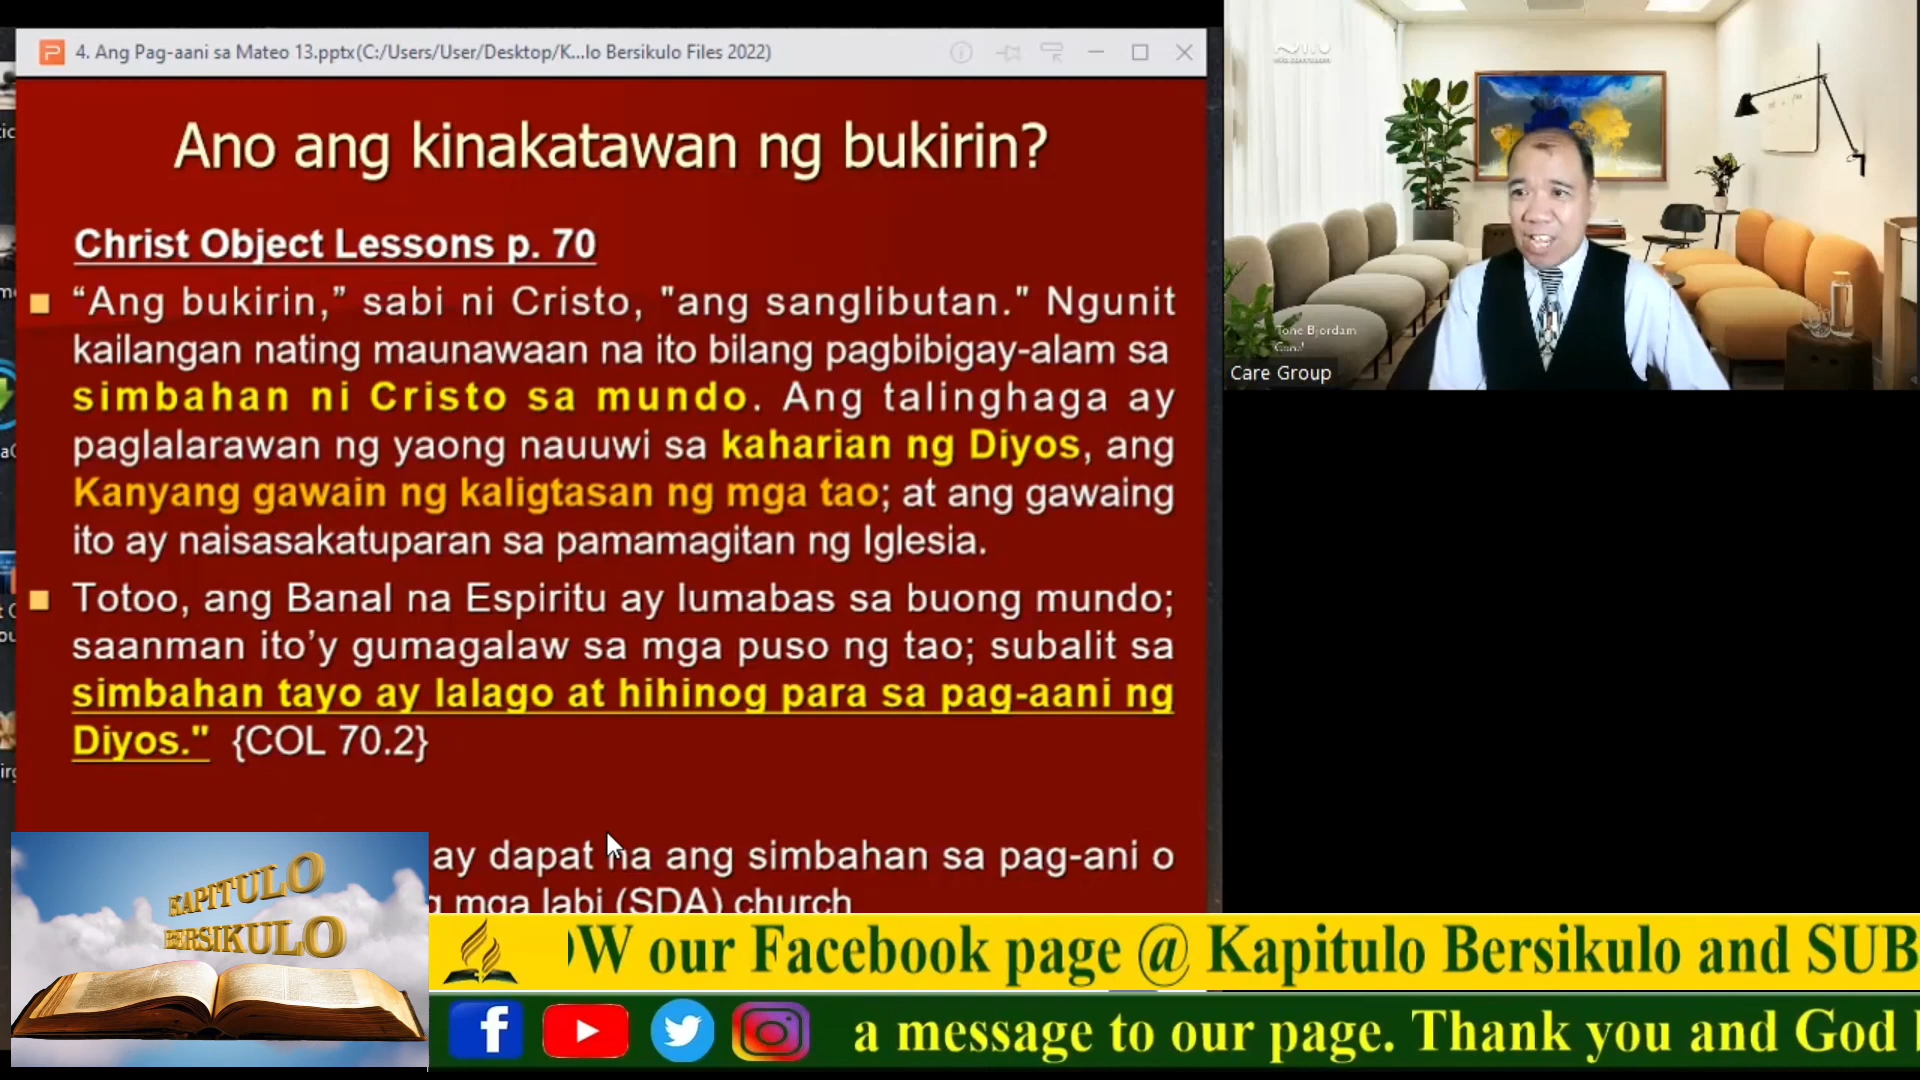 4. Ang Pag-aani sa Mateo 13.pptx(C:/Users/User/Desktop/K...lo Bersikulo Files 2022)
Ano ang kinakatawan ng bukirin?
Christ Object Lessons p. 70
“Ang bukirin,” sabi ni Cristo, "ang sanglibutan." Ngunit
kailangan nating maunawaan na ito bilang pagbibigay-alam sa
simbahan ni Cristo sa mundo. Ang talinghaga ay
paglalarawan ng yaong nauuwi sa kaharian ng Diyos, ang
Kanyang gawain ng kaligtasan ng mga tao; at ang gawaing
ito ay naisasakatuparan sa pamamagitan ng Iglesia.
Totoo, ang Banal na Espiritu ay lumabas sa buong mundo;
saanman ito’y gumagalaw sa mga puso ng tao; subalit sa
simbahan tayo ay lalago at hihinog para sa pag-aani ng
Diyos." {COL 70.2}
ay dapat na ang simbahan sa pag-ani o
mga labi (SDA) church
Tone Bjordam
Care Group
KAPITULO
BERSIKULO
OW our Facebook page @ Kapitulo Bersikulo and SUB
a message to our page. Thank you and God